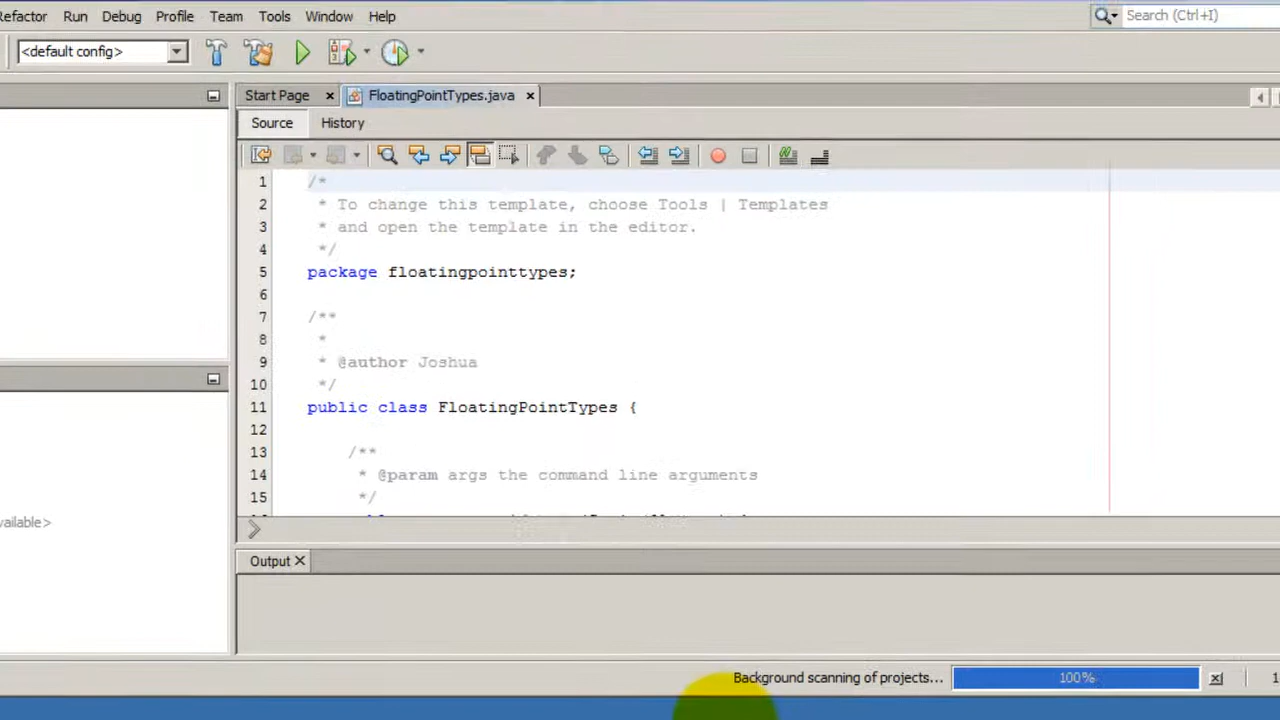 Refactor Run Debug Profile Team Tools Window Help
Search (Ctrl+I)
<default config>
Start Page FloatingPointTypes.java
Source History
1 /*
2 * To change this template, choose Tools | Templates
3 * and open the template in the editor.
4 */
5 package floatingpointtypes;
6
7 /**
8 *
9 * @author Joshua
10 */
11 public class FloatingPointTypes {
12
13 /**
14 * @param args the command line arguments
15 */
vailable>
Output
Background scanning of projects... 100%
1